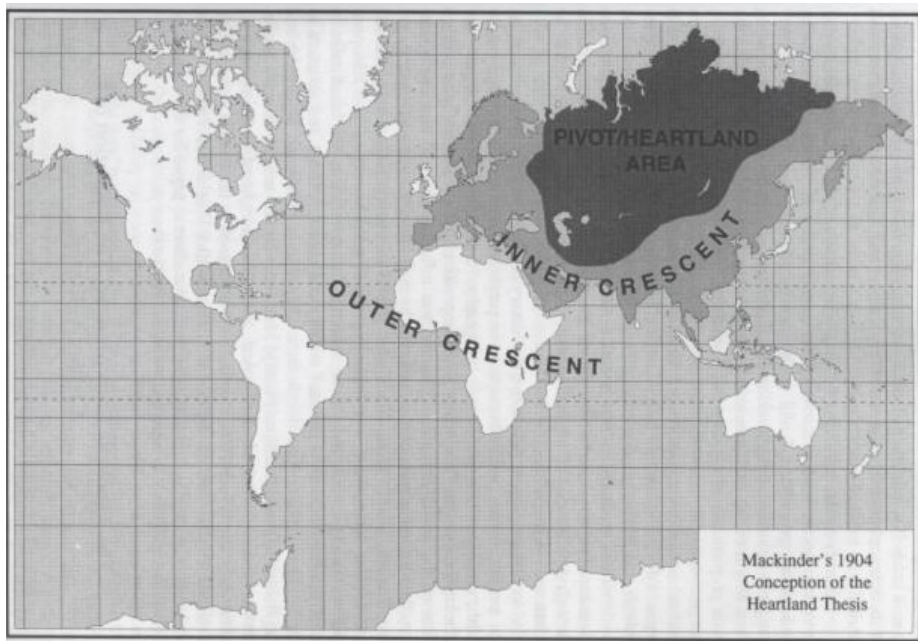 PIVOT/HEARTLAND
AREA
INNER CRESCENT
OUTER CRESCENT
Mackinder's 1904
Conception of the
Heartland Thesis